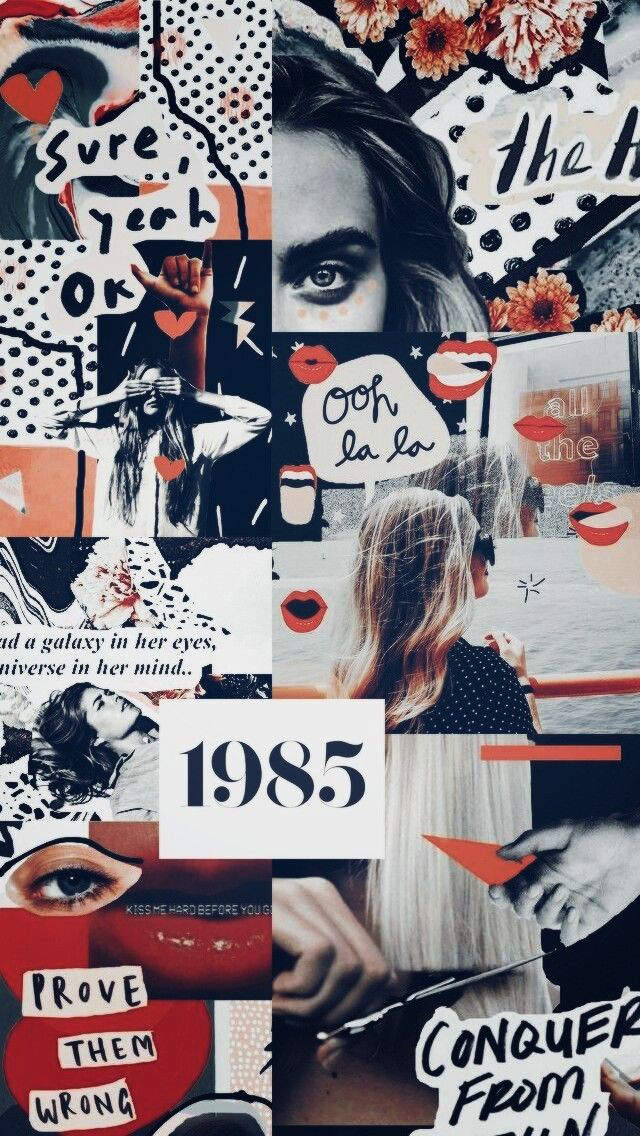 Sure,
yeah
OK
the
Ooh
la la
all
the
ad a galaxy in her eyes,
niverse in her mind..
1985
KISS ME HARD BEFORE YOU G
PROVE
THEM
WRONG
CONQUER
FROM